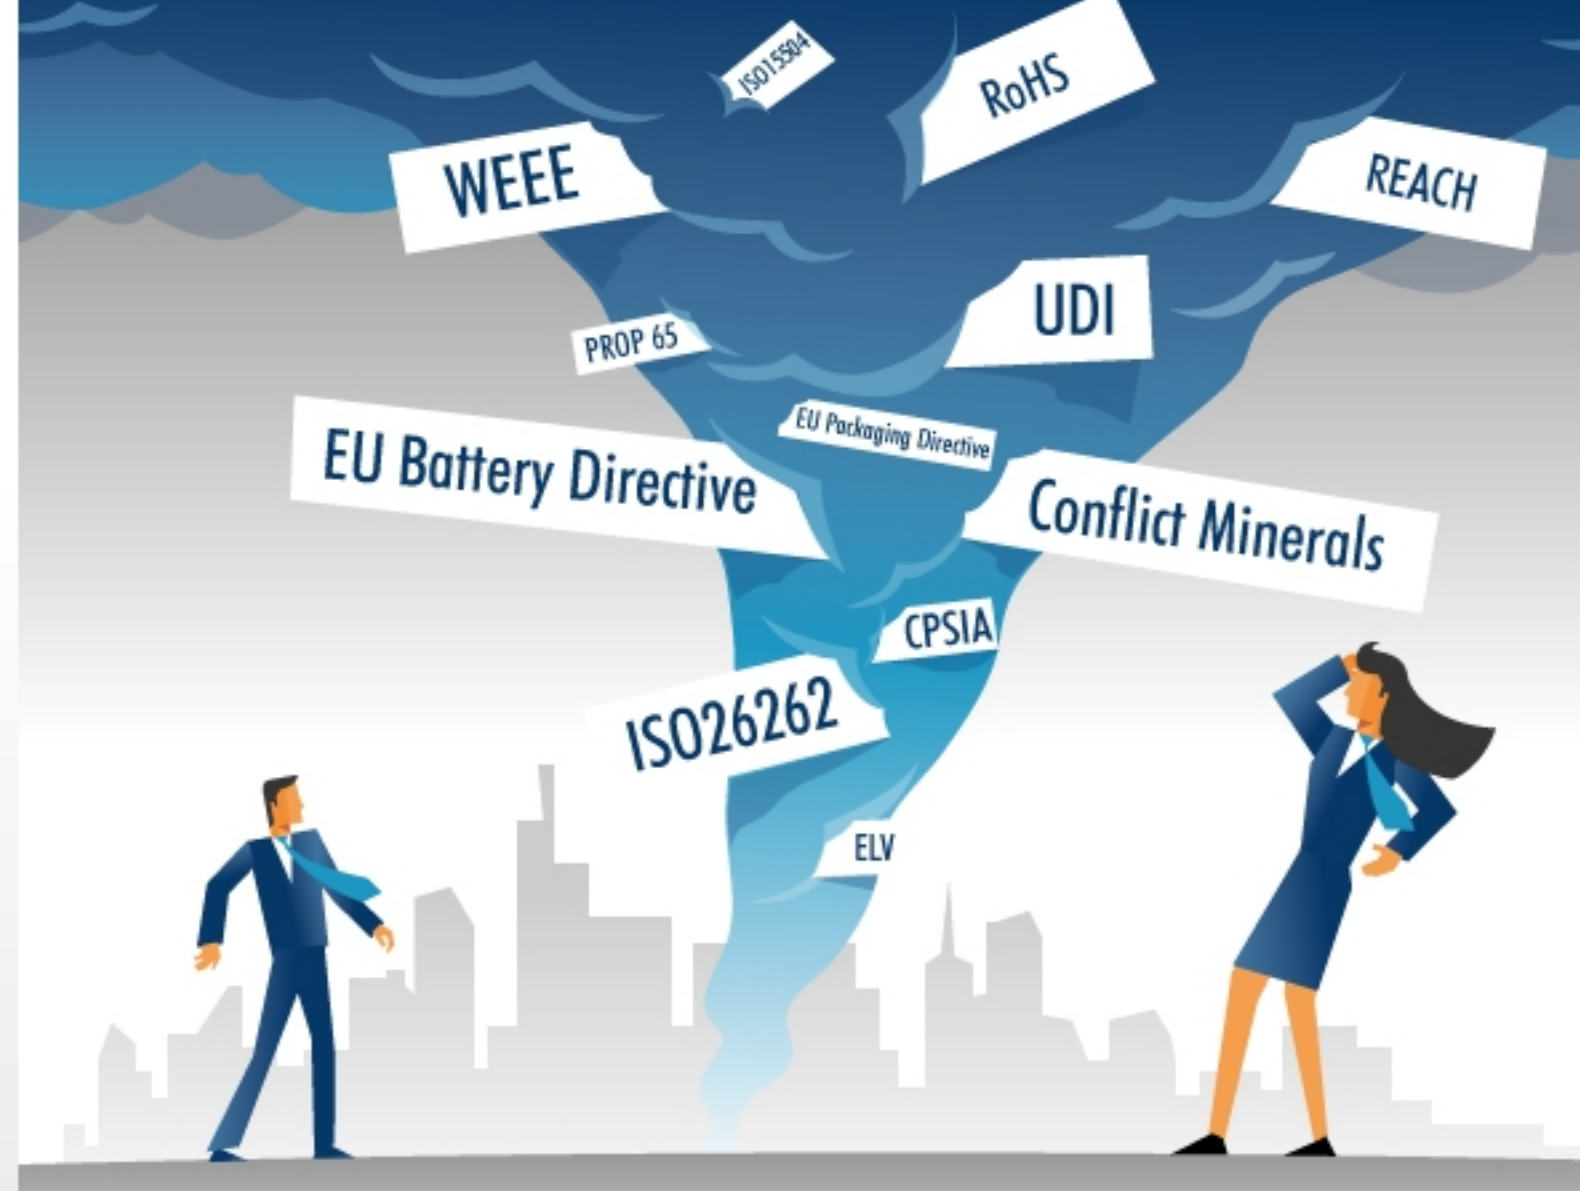 ISO15504
RoHS
WEEE
REACH
UDI
PROP 65
EU Packaging Directive
EU Battery Directive
Conflict Minerals
CPSIA
ISO26262
ELV